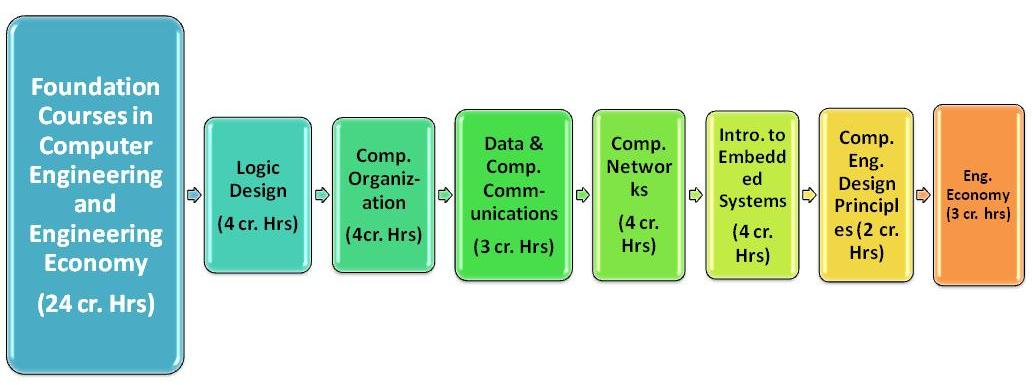 Foundation
Courses in
Computer
Engineering
and
Engineering
Economy
(24 cr. Hrs)
Logic
Design
(4 cr. Hrs)
Comp.
Organiz-
ation
(4cr. Hrs)
Data &
Comp.
Comm-
unications
(3 cr. Hrs)
Comp.
Networ
ks
(4 cr.
Hrs)
Intro. to
Embedd
ed
Systems
(4 cr.
Hrs)
Comp.
Eng.
Design
Principl
es (2 cr.
Hrs)
Eng.
Economy
(3 cr. hrs)